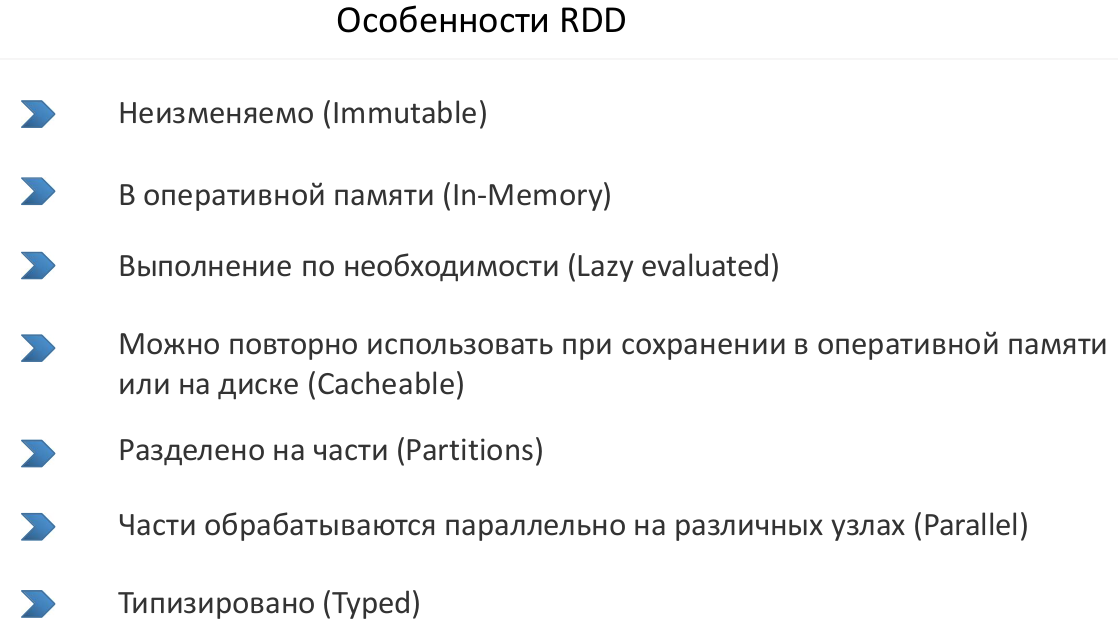 Особенности RDD
Неизменяемо (Immutable)
В оперативной памяти (In-Memory)
Выполнение по необходимости (Lazy evaluated)
Можно повторно использовать при сохранении в оперативной памяти
или на диске (Cacheable)
Разделено на части (Partitions)
Части обрабатываются параллельно на различных узлах (Parallel)
Типизировано (Typed)